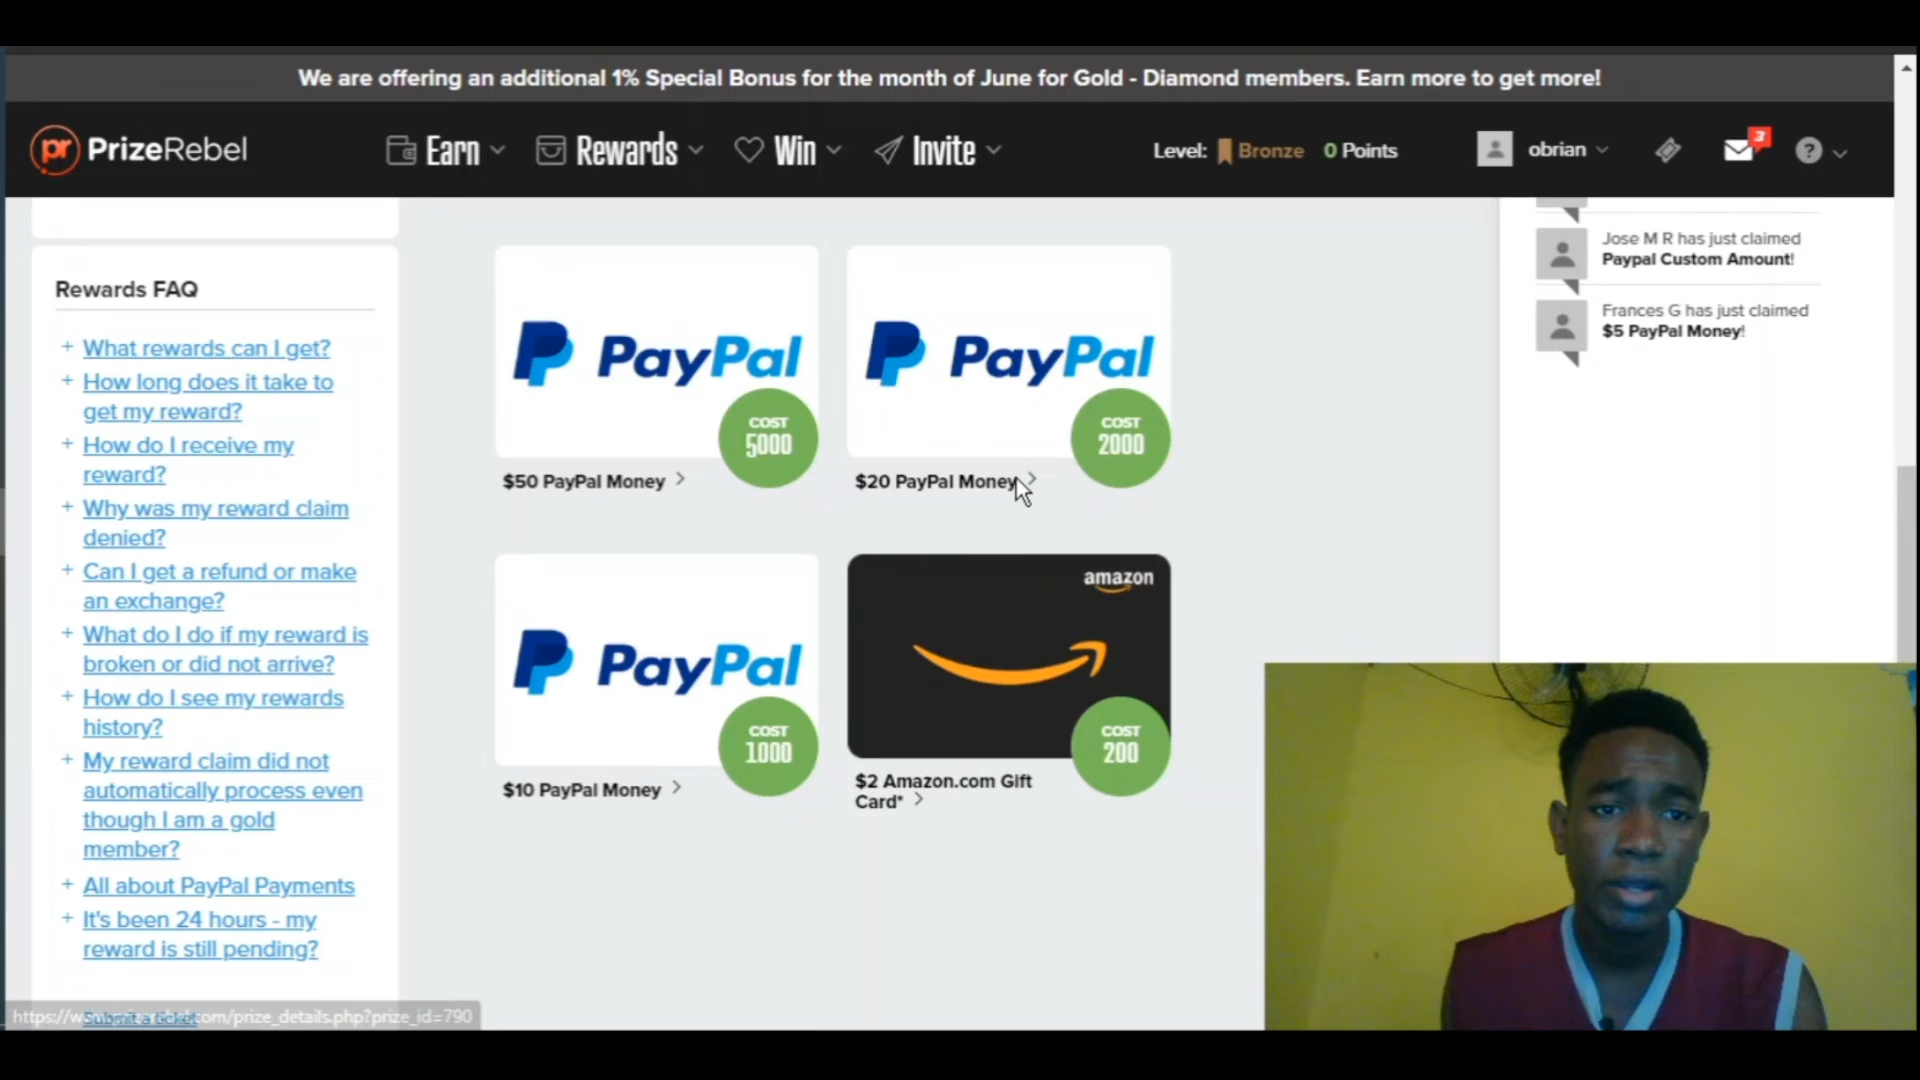 We are offering an additional 1% Special Bonus for the month of June for Gold - Diamond members. Earn more to get more!
pr PrizeRebel
Earn
Rewards
Win
Invite
Level: Bronze 0 Points
obrian
3
?
Rewards FAQ
+ What rewards can I get?
+ How long does it take to
get my reward?
+ How do I receive my
reward?
+ Why was my reward claim
denied?
+ Can I get a refund or make
an exchange?
+ What do I do if my reward is
broken or did not arrive?
+ How do I see my rewards
history?
+ My reward claim did not
automatically process even
though I am a gold
member?
+ All about PayPal Payments
+ It's been 24 hours - my
reward is still pending?
PayPal
COST
5000
$50 PayPal Money
PayPal
COST
2000
$20 PayPal Money
PayPal
COST
1000
$10 PayPal Money
amazon
COST
200
$2 Amazon.com Gift
Card*
Jose M R has just claimed
Paypal Custom Amount!
Frances G has just claimed
$5 PayPal Money!
.com/prize_details.php?prize_id=790